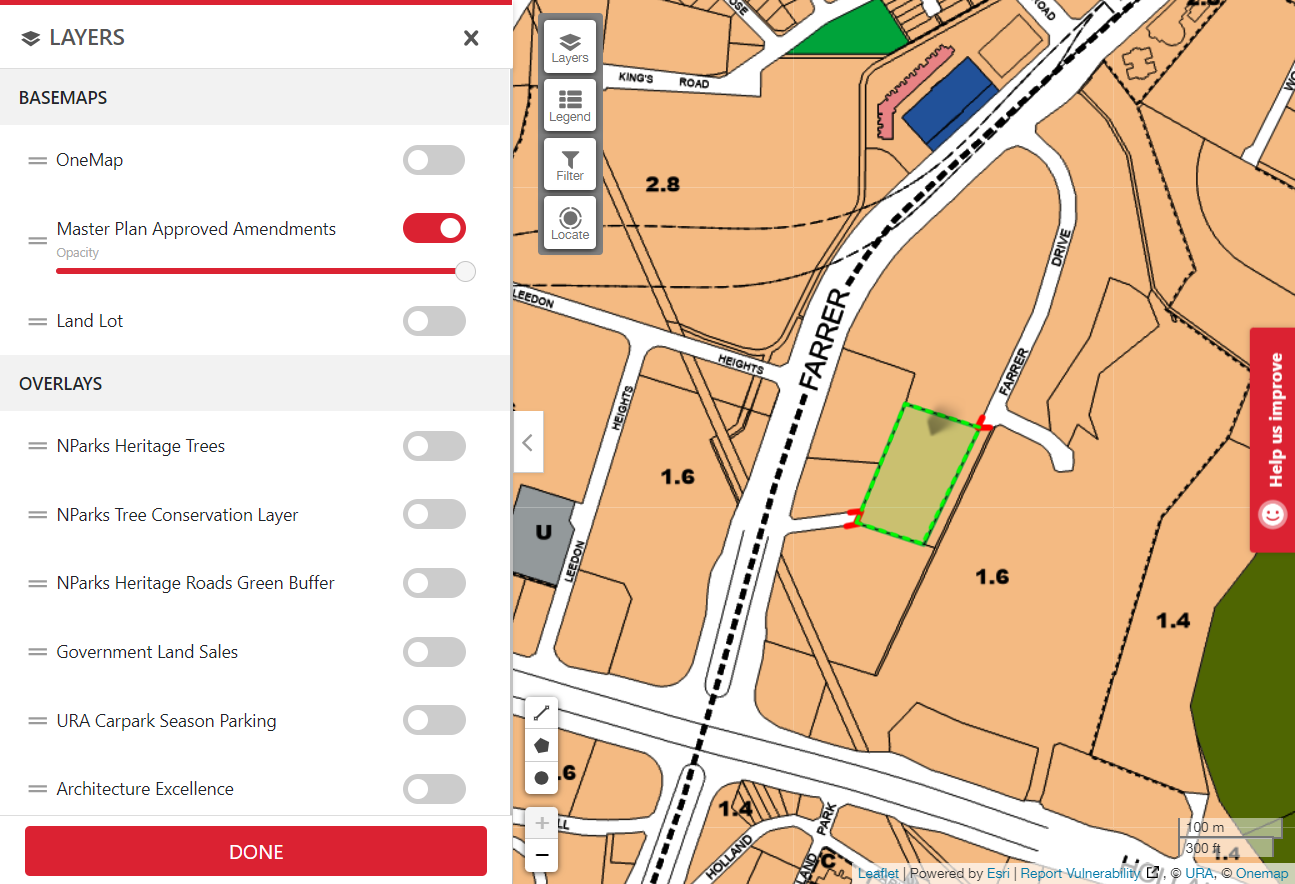 LAYERS
BASEMAPS
OneMap
Master Plan Approved Amendments
Opacity
Land Lot
OVERLAYS
NParks Heritage Trees
NParks Tree Conservation Layer
NParks Heritage Roads Green Buffer
Government Land Sales
URA Carpark Season Parking
Architecture Excellence
DONE
Layers
Legend
Filter
Locate
ROAD
KING'S ROAD
2.8
DRIVE
LEEDON
HEIGHTS
FARRER
FARRER
HEIGHTS
1.6
U
LEEDON
1.6
1.4
1.4
PARK
HOLLAND
C
Help us improve
100 m
300 ft
1.4
Leaflet | Powered by Esri | Report Vulnerability , © URA, © Onemap